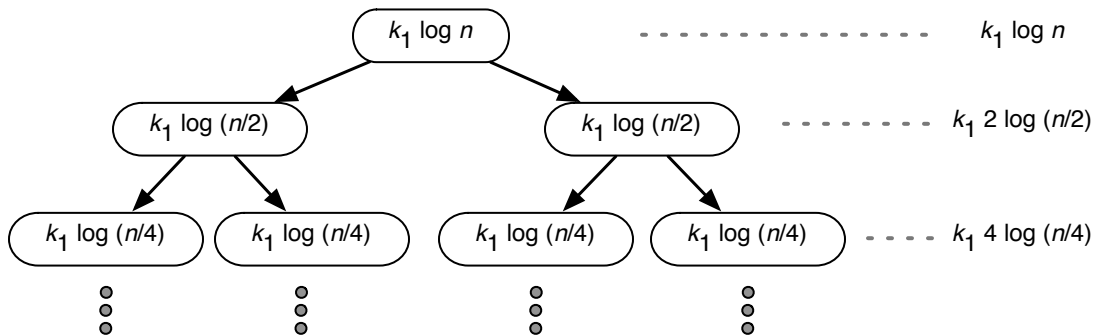 k₁ log n k₁ log n
k₁ log (n/2) k₁ log (n/2) k₁ 2 log (n/2)
k₁ log (n/4) k₁ log (n/4) k₁ log (n/4) k₁ log (n/4) k₁ 4 log (n/4)